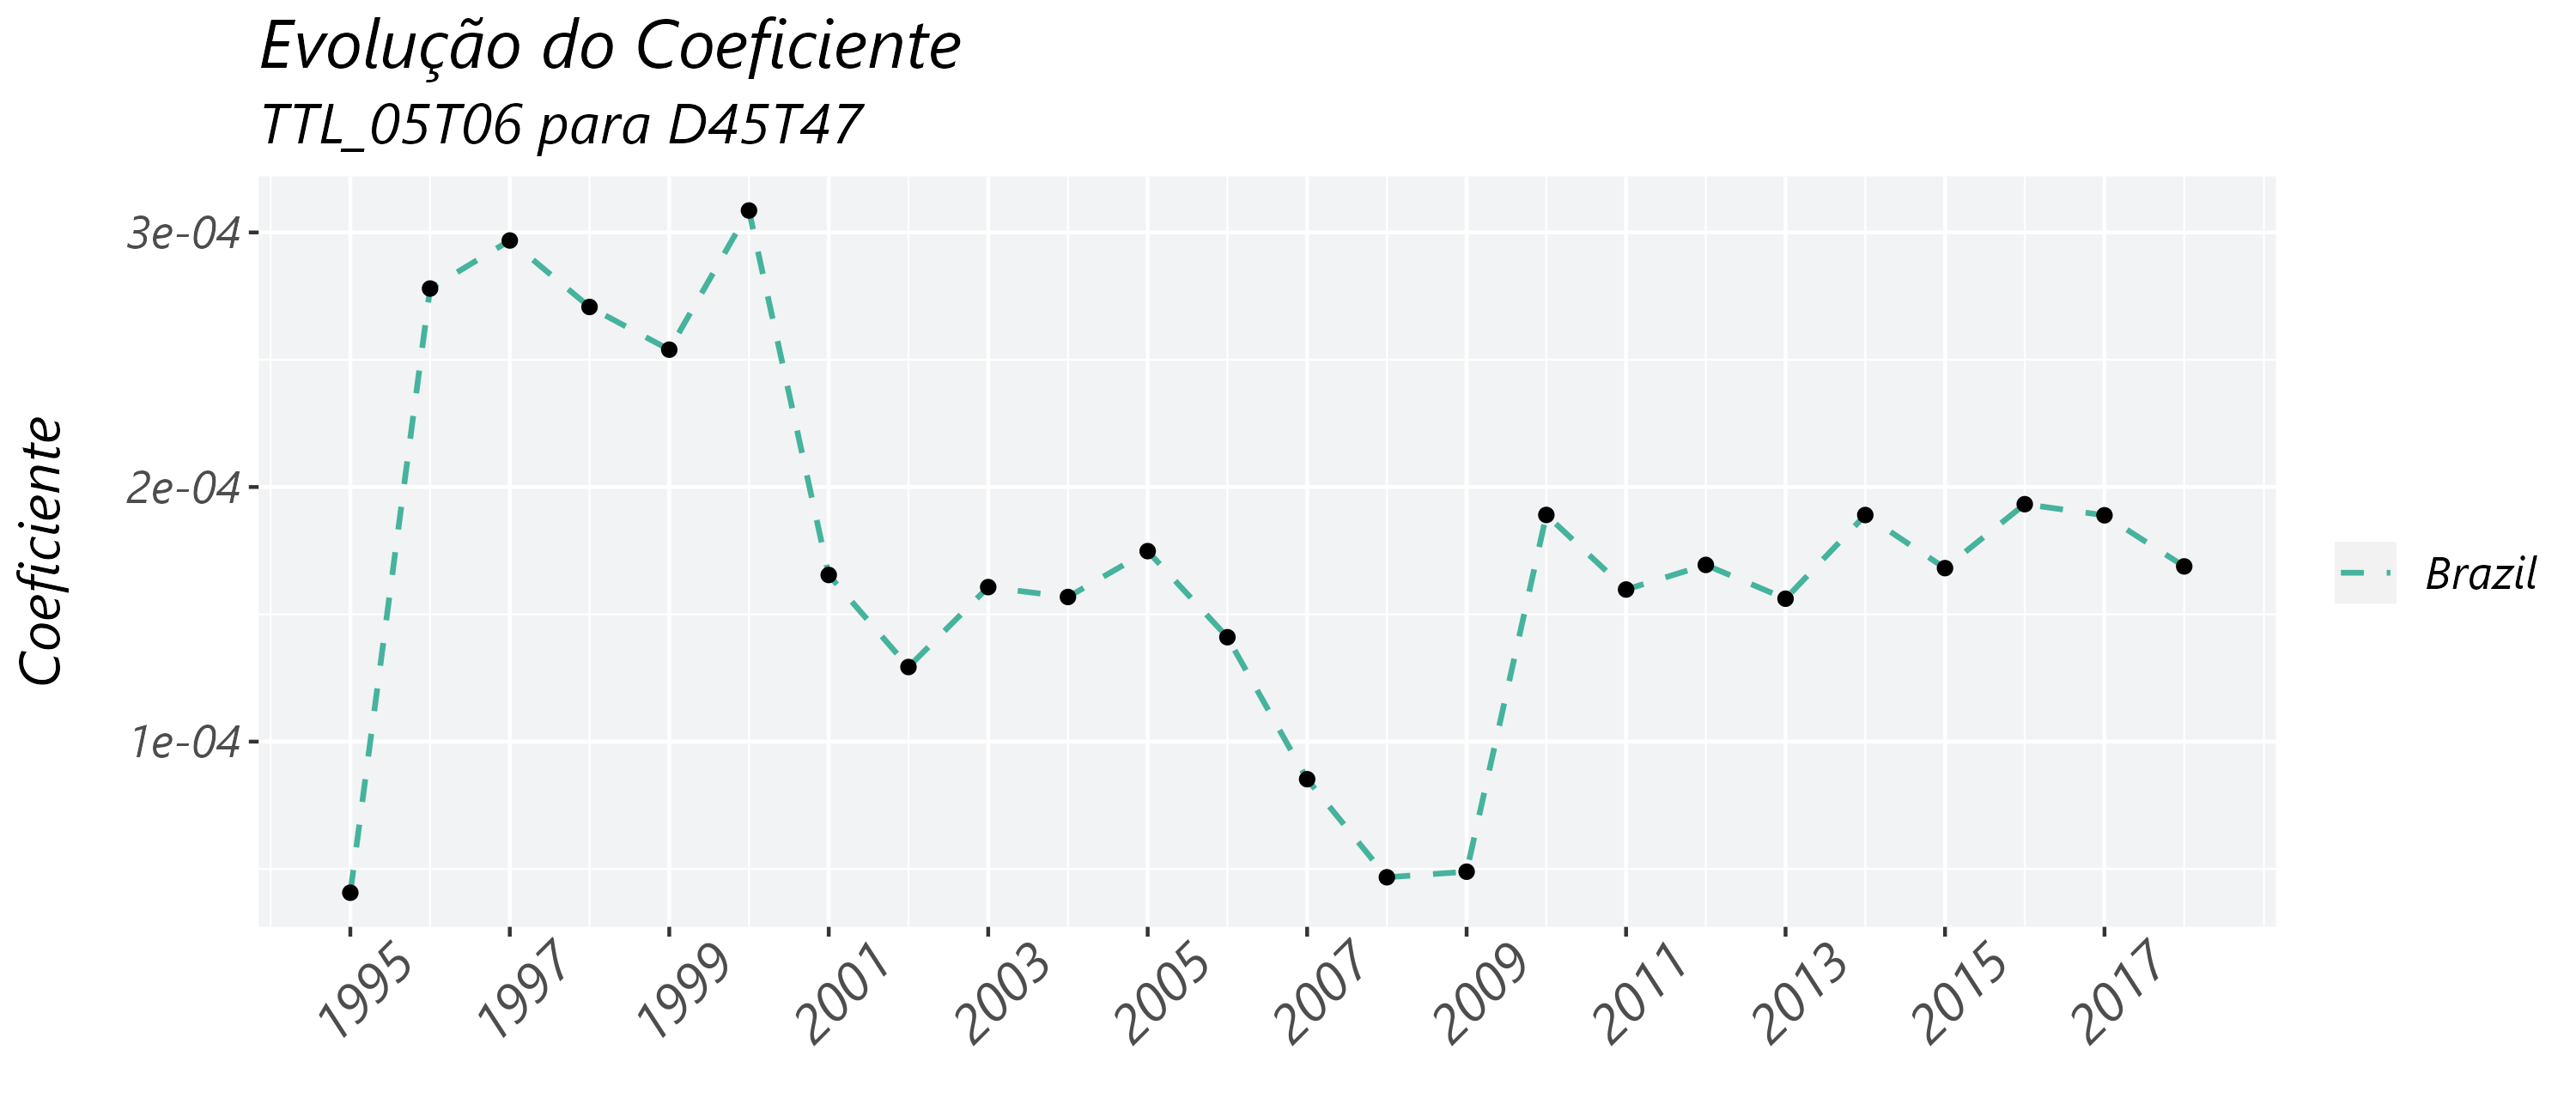 Evolução do Coeficiente
TTL_05T06 para D45T47
Coeficiente
3e-04
2e-04
1e-04
1995
1997
1999
2001
2003
2005
2007
2009
2011
2013
2015
2017
Brazil